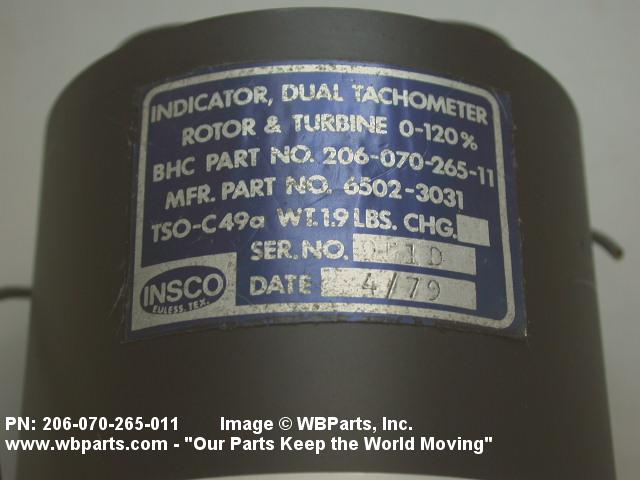 INDICATOR, DUAL TACHOMETER
ROTOR & TURBINE 0-120%
BHC PART NO. 206-070-265-11
MFR. PART NO. 6502-3031
TSO-C49a WT. 1.9 LBS. CHG.
SER. NO.
DATE 4/79
INSCO
EULESS, TEX.
PN: 206-070-265-011 Image © WBParts, Inc.
www.wbparts.com - "Our Parts Keep the World Moving"